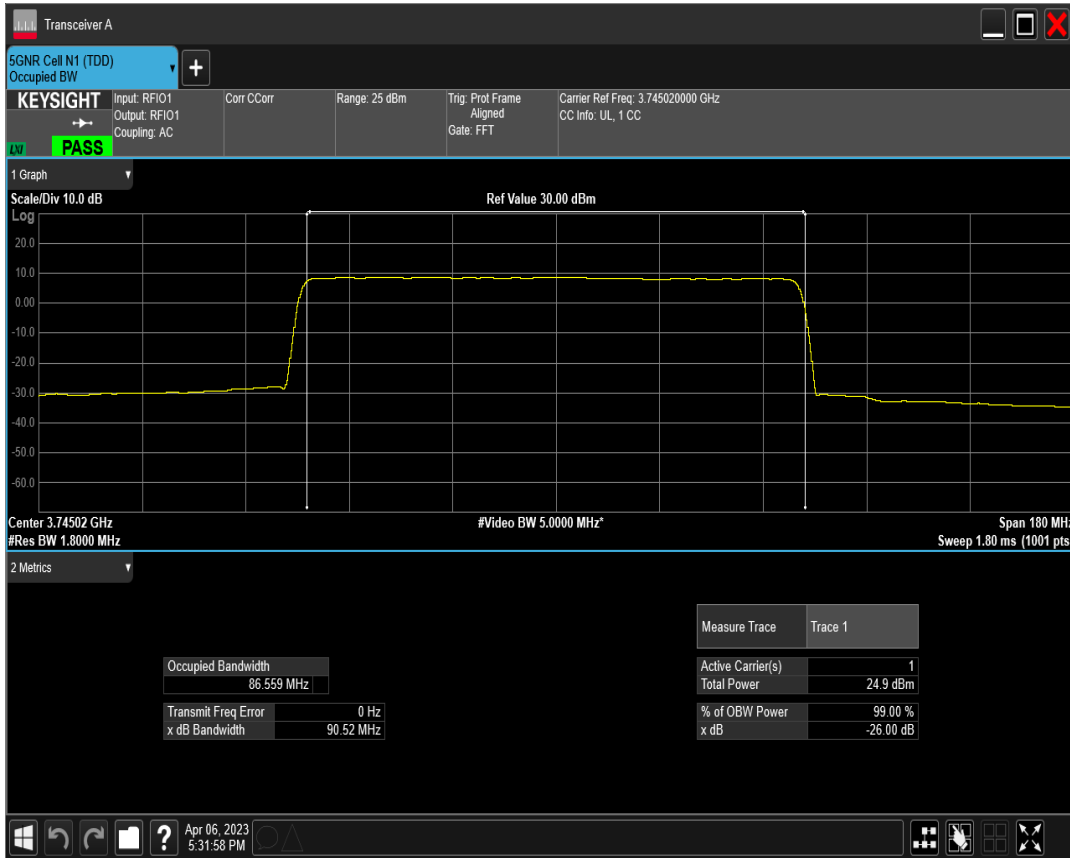 Transceiver A
5GNR Cell N1 (TDD)
Occupied BW
+
KEYSIGHT
LXI
PASS
Input: RFIO1
Output: RFIO1
Coupling: AC
Corr CCorr
Range: 25 dBm
Trig: Prot Frame
Aligned
Gate: FFT
Carrier Ref Freq: 3.745020000 GHz
CC Info: UL, 1 CC
1 Graph
Scale/Div 10.0 dB
Ref Value 30.00 dBm
Log
20.0
10.0
0.00
-10.0
-20.0
-30.0
-40.0
-50.0
-60.0
Center 3.74502 GHz
#Video BW 5.0000 MHz*
Span 180 MHz
#Res BW 1.8000 MHz
Sweep 1.80 ms (1001 pts
2 Metrics
Measure Trace Trace 1
Occupied Bandwidth
86.559 MHz
Active Carrier(s) 1
Total Power 24.9 dBm
Transmit Freq Error 0 Hz
x dB Bandwidth 90.52 MHz
% of OBW Power 99.00 %
x dB -26.00 dB
?
Apr 06, 2023
5:31:58 PM